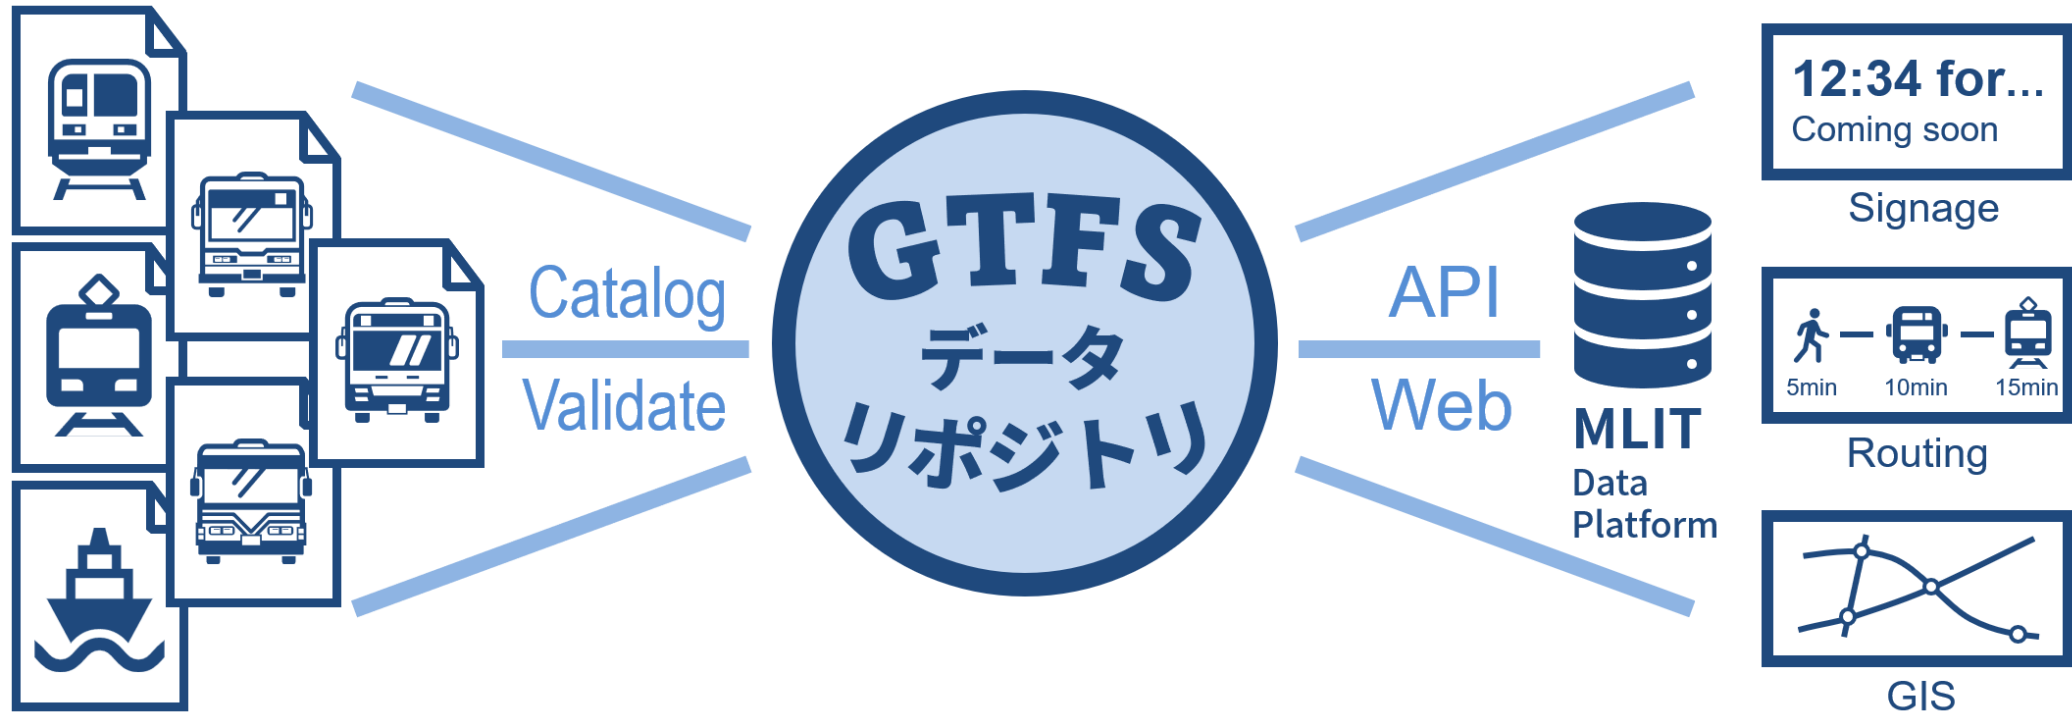 Catalog
Validate
GTFS
データ
リポジトリ
API
Web
MLIT
Data
Platform
12:34 for...
Coming soon
Signage
5min 10min 15min
Routing
GIS